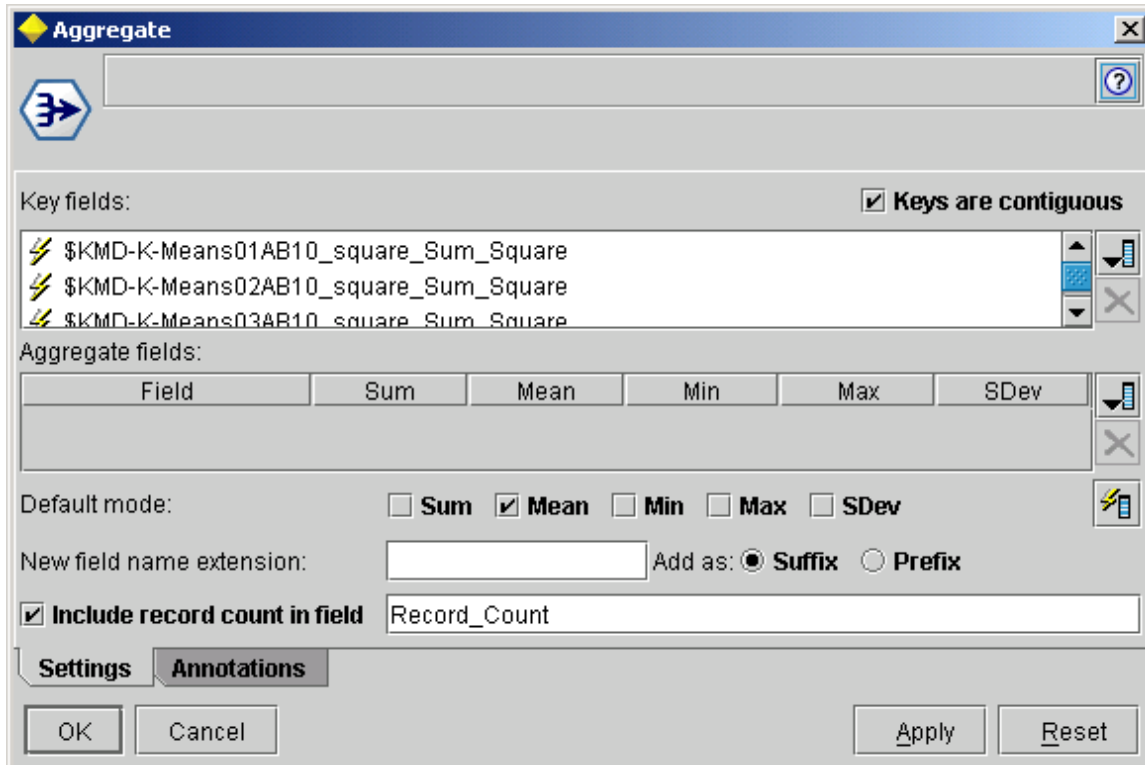 Aggregate
Key fields: Keys are contiguous
$KMD-K-Means01AB10_square_Sum_Square
$KMD-K-Means02AB10_square_Sum_Square
$KMD-K-Means03AB10_square_Sum_Square
Aggregate fields:
Field Sum Mean Min Max SDev
Default mode: Sum Mean Min Max SDev
New field name extension: Add as: Suffix Prefix
Include record count in field Record_Count
Settings Annotations
OK Cancel Apply Reset